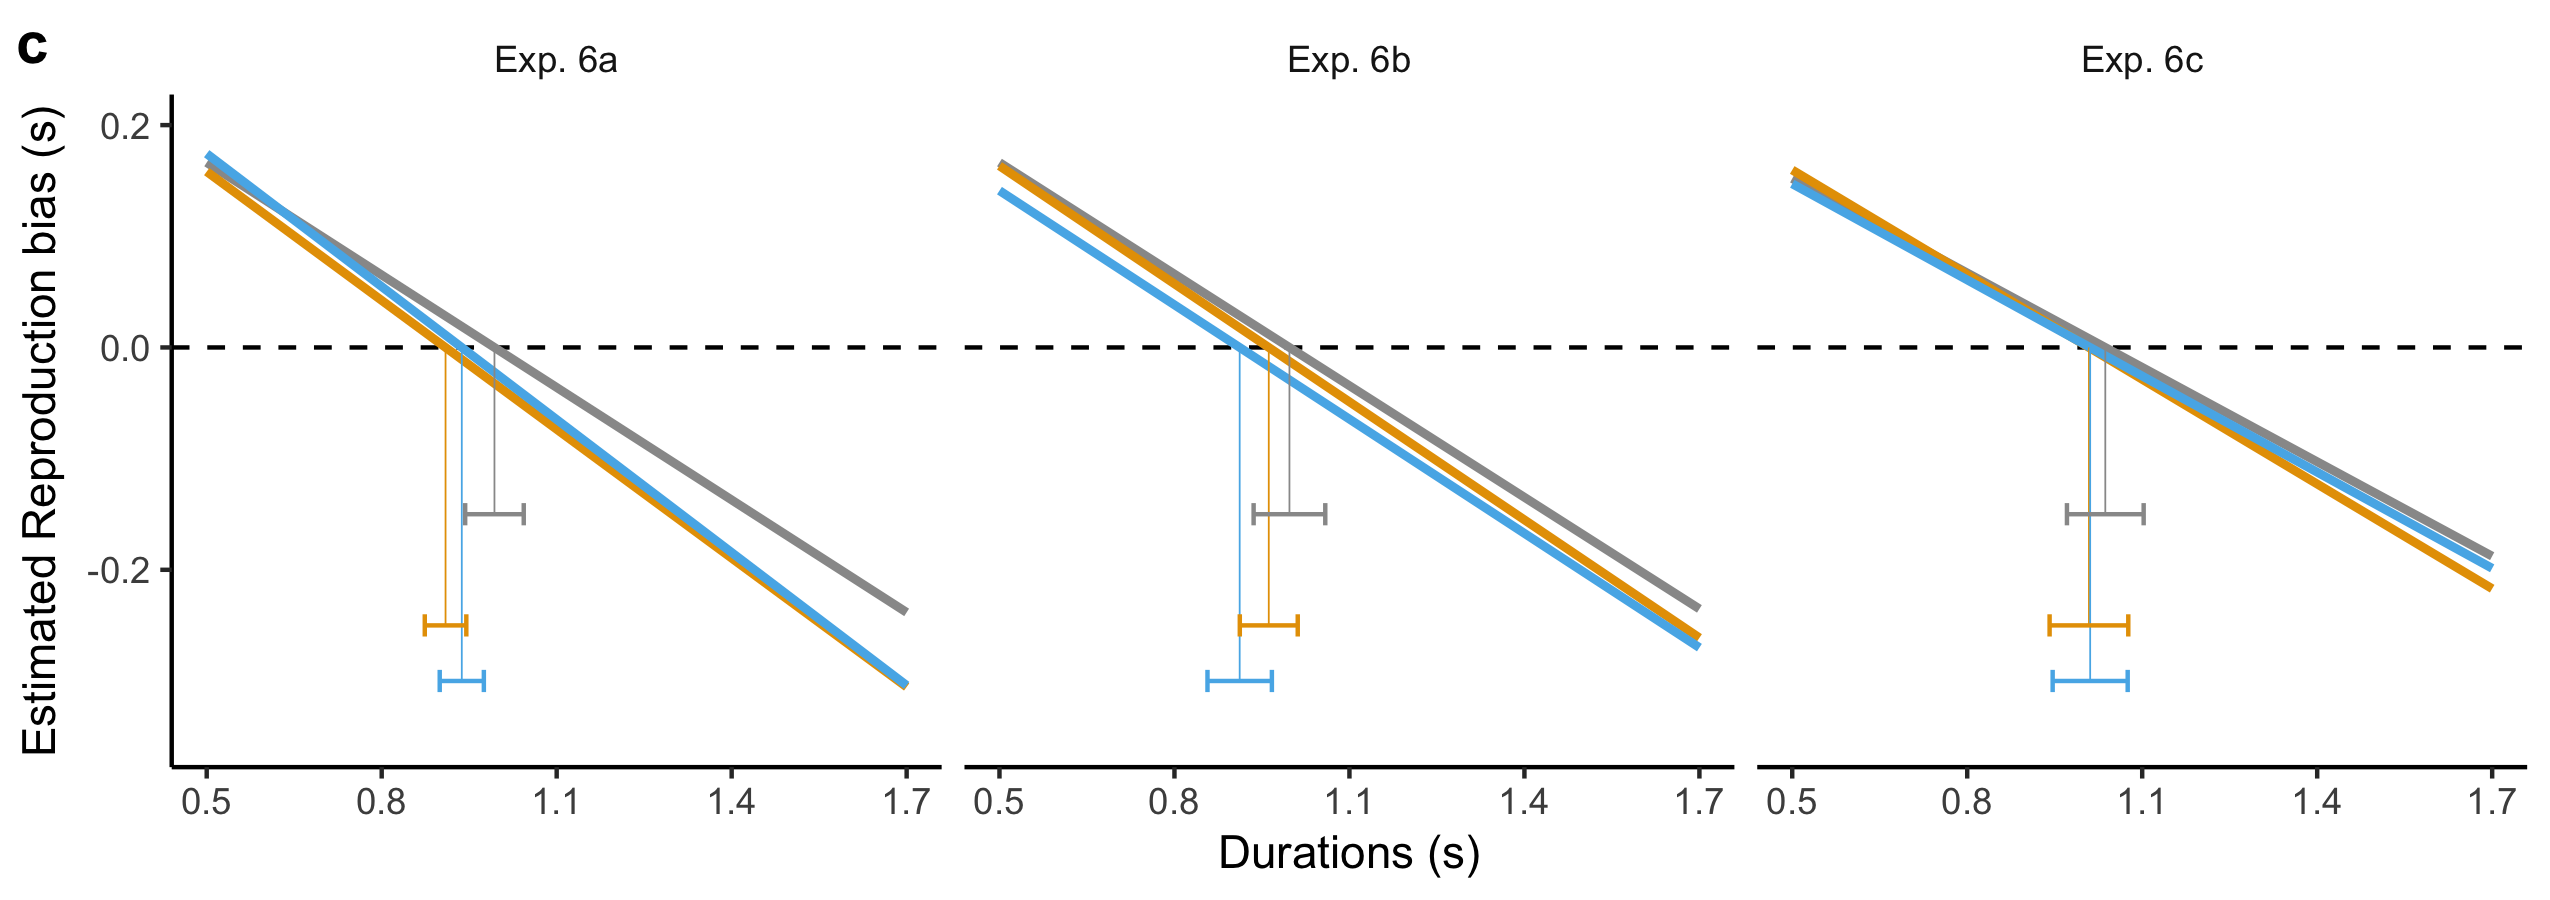 c
Exp. 6a
Exp. 6b
Exp. 6c
Estimated Reproduction bias (s)
0.2
0.0
-0.2
0.5 0.8 1.1 1.4 1.7
0.5 0.8 1.1 1.4 1.7
0.5 0.8 1.1 1.4 1.7
Durations (s)